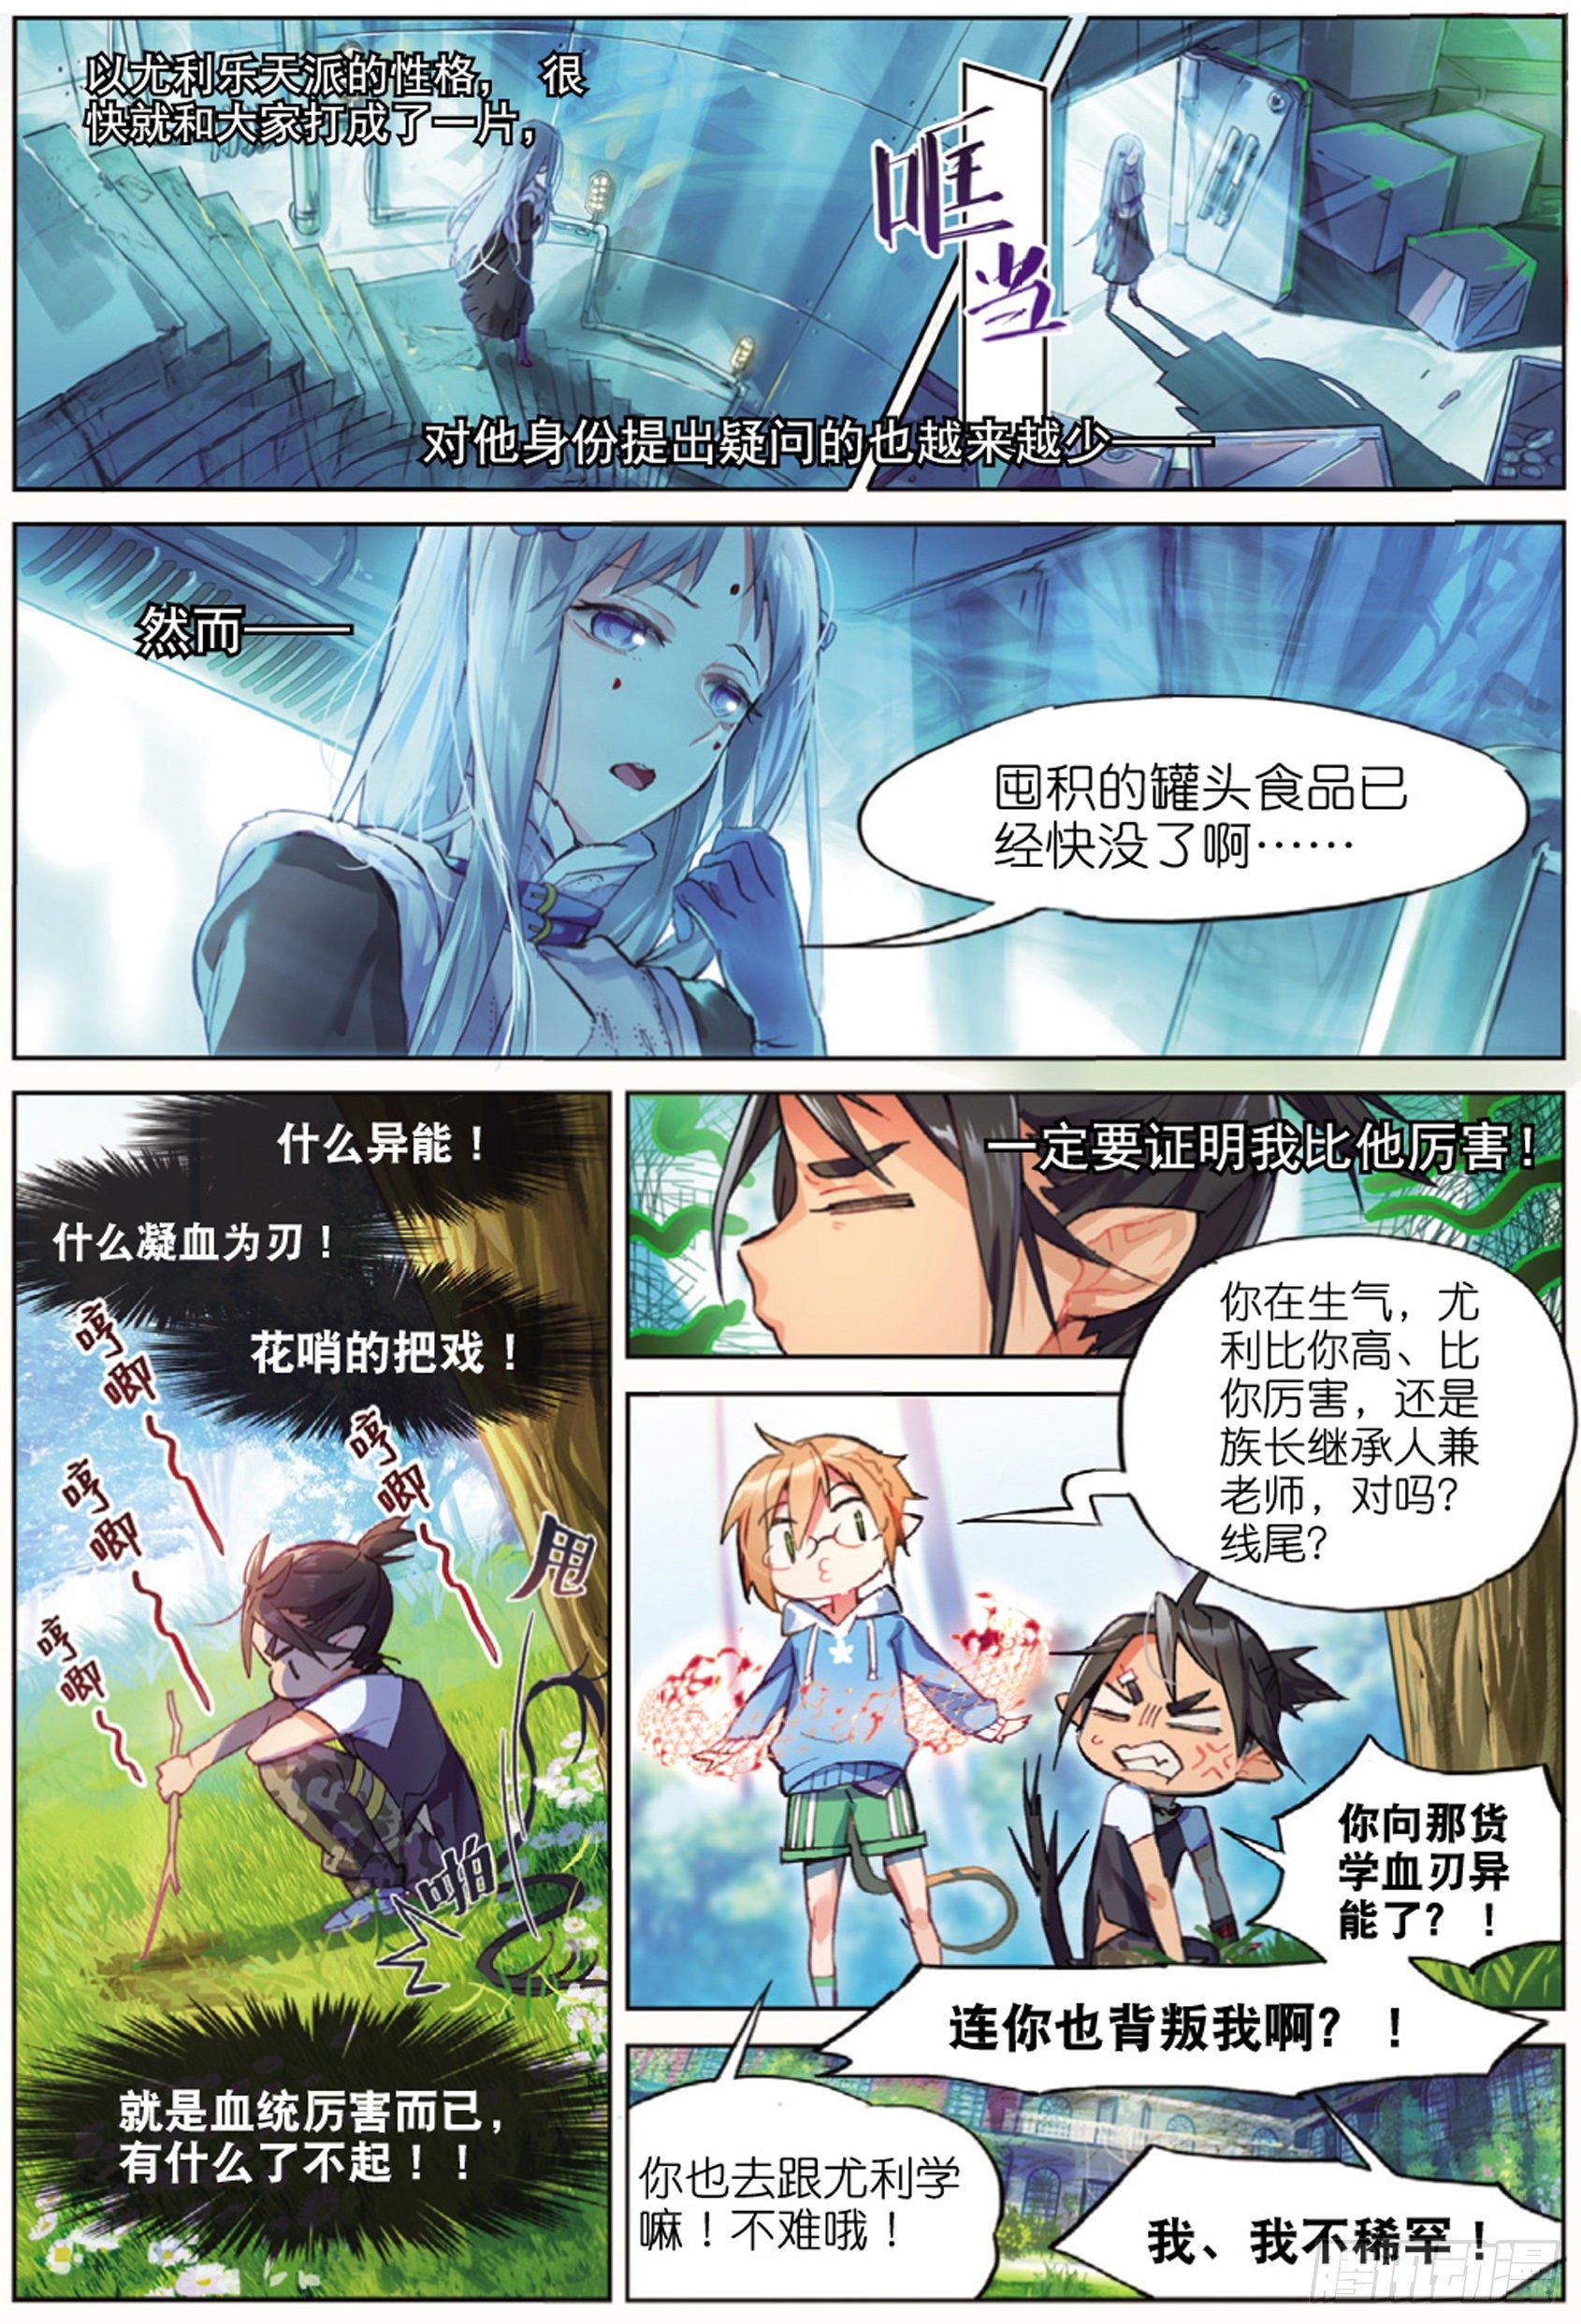 以尤利乐天派的性格， 很
快就和大家打成了一片，
哐
当
对他身份提出疑问的也越来越少——
然而——
囤积的罐头食品已
经快没了啊……
什么异能！
什么凝血为刃！
花哨的把戏！
哼唧
哼唧
哼唧
哼唧
甩
啪
就是血统厉害而已，
有什么了不起！！
一定要证明我比他厉害！
你在生气，尤
利比你高、比
你厉害，还是
族长继承人兼
老师，对吗？
线尾？
你向那货
学血刃异
能了？！
连你也背叛我啊？！
你也去跟尤利学
嘛！不难哦！
我、我不稀罕！
腾讯动漫